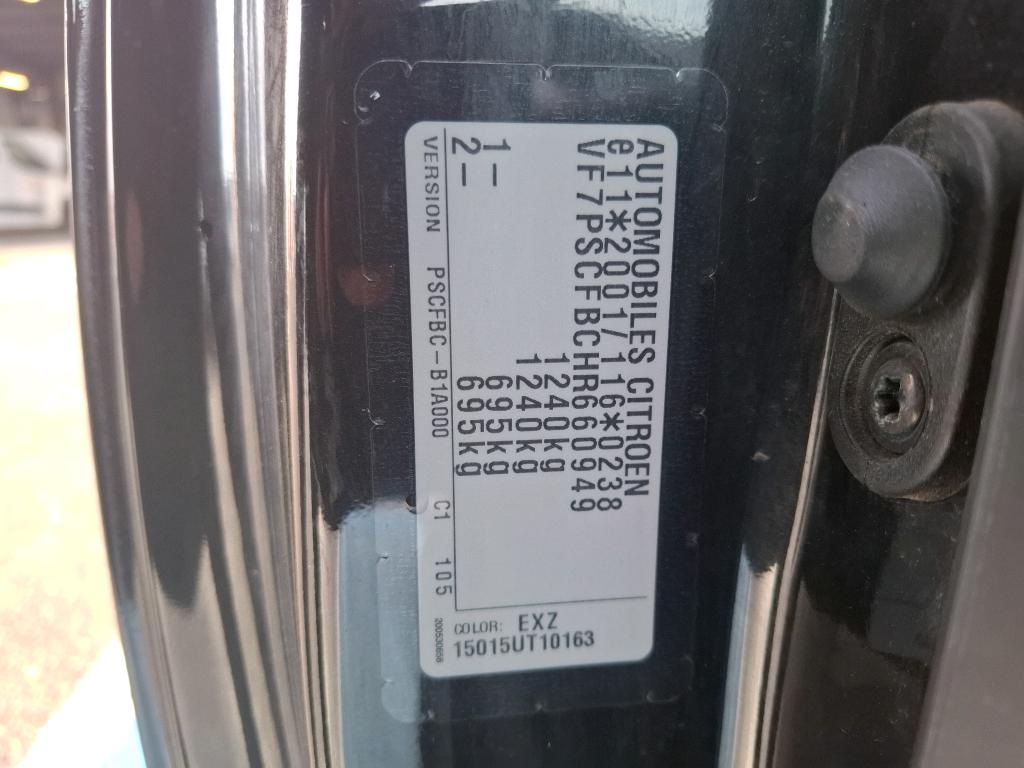 AUTOMOBILES CITROEN
e11*2001/116*0238
VF7PSCFBCHR660949
1240kg
1240kg
1– 695kg
2– 695kg
VERSION PSCFBC-B1A000 C1 105
COLOR: EXZ
15015UT10163